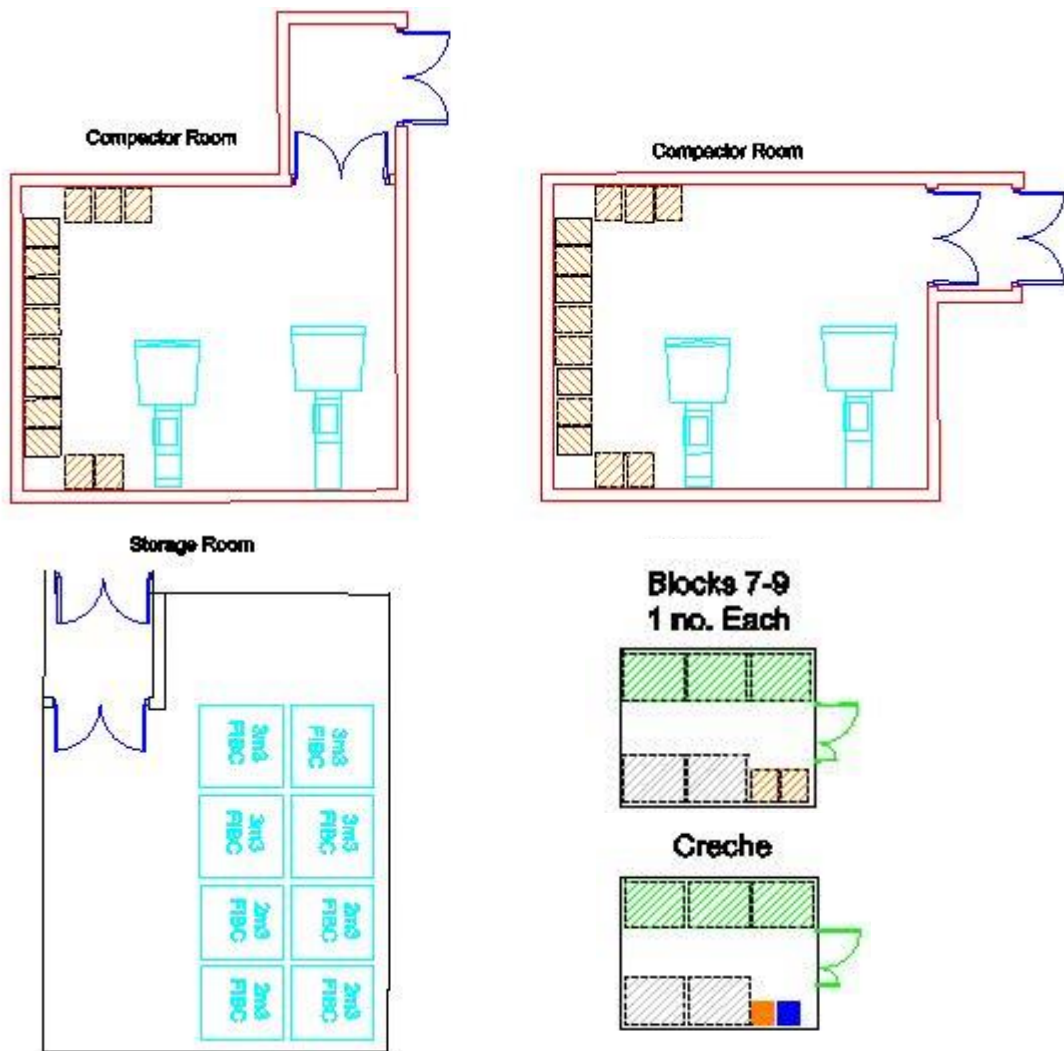 Compactor Room
Compactor Room
Storage Room
3m3
FIBC
3m3
FIBC
3m3
FIBC
3m3
FIBC
2m3
FIBC
2m3
FIBC
2m3
FIBC
2m3
FIBC
Blocks 7-9
1 no. Each
Creche